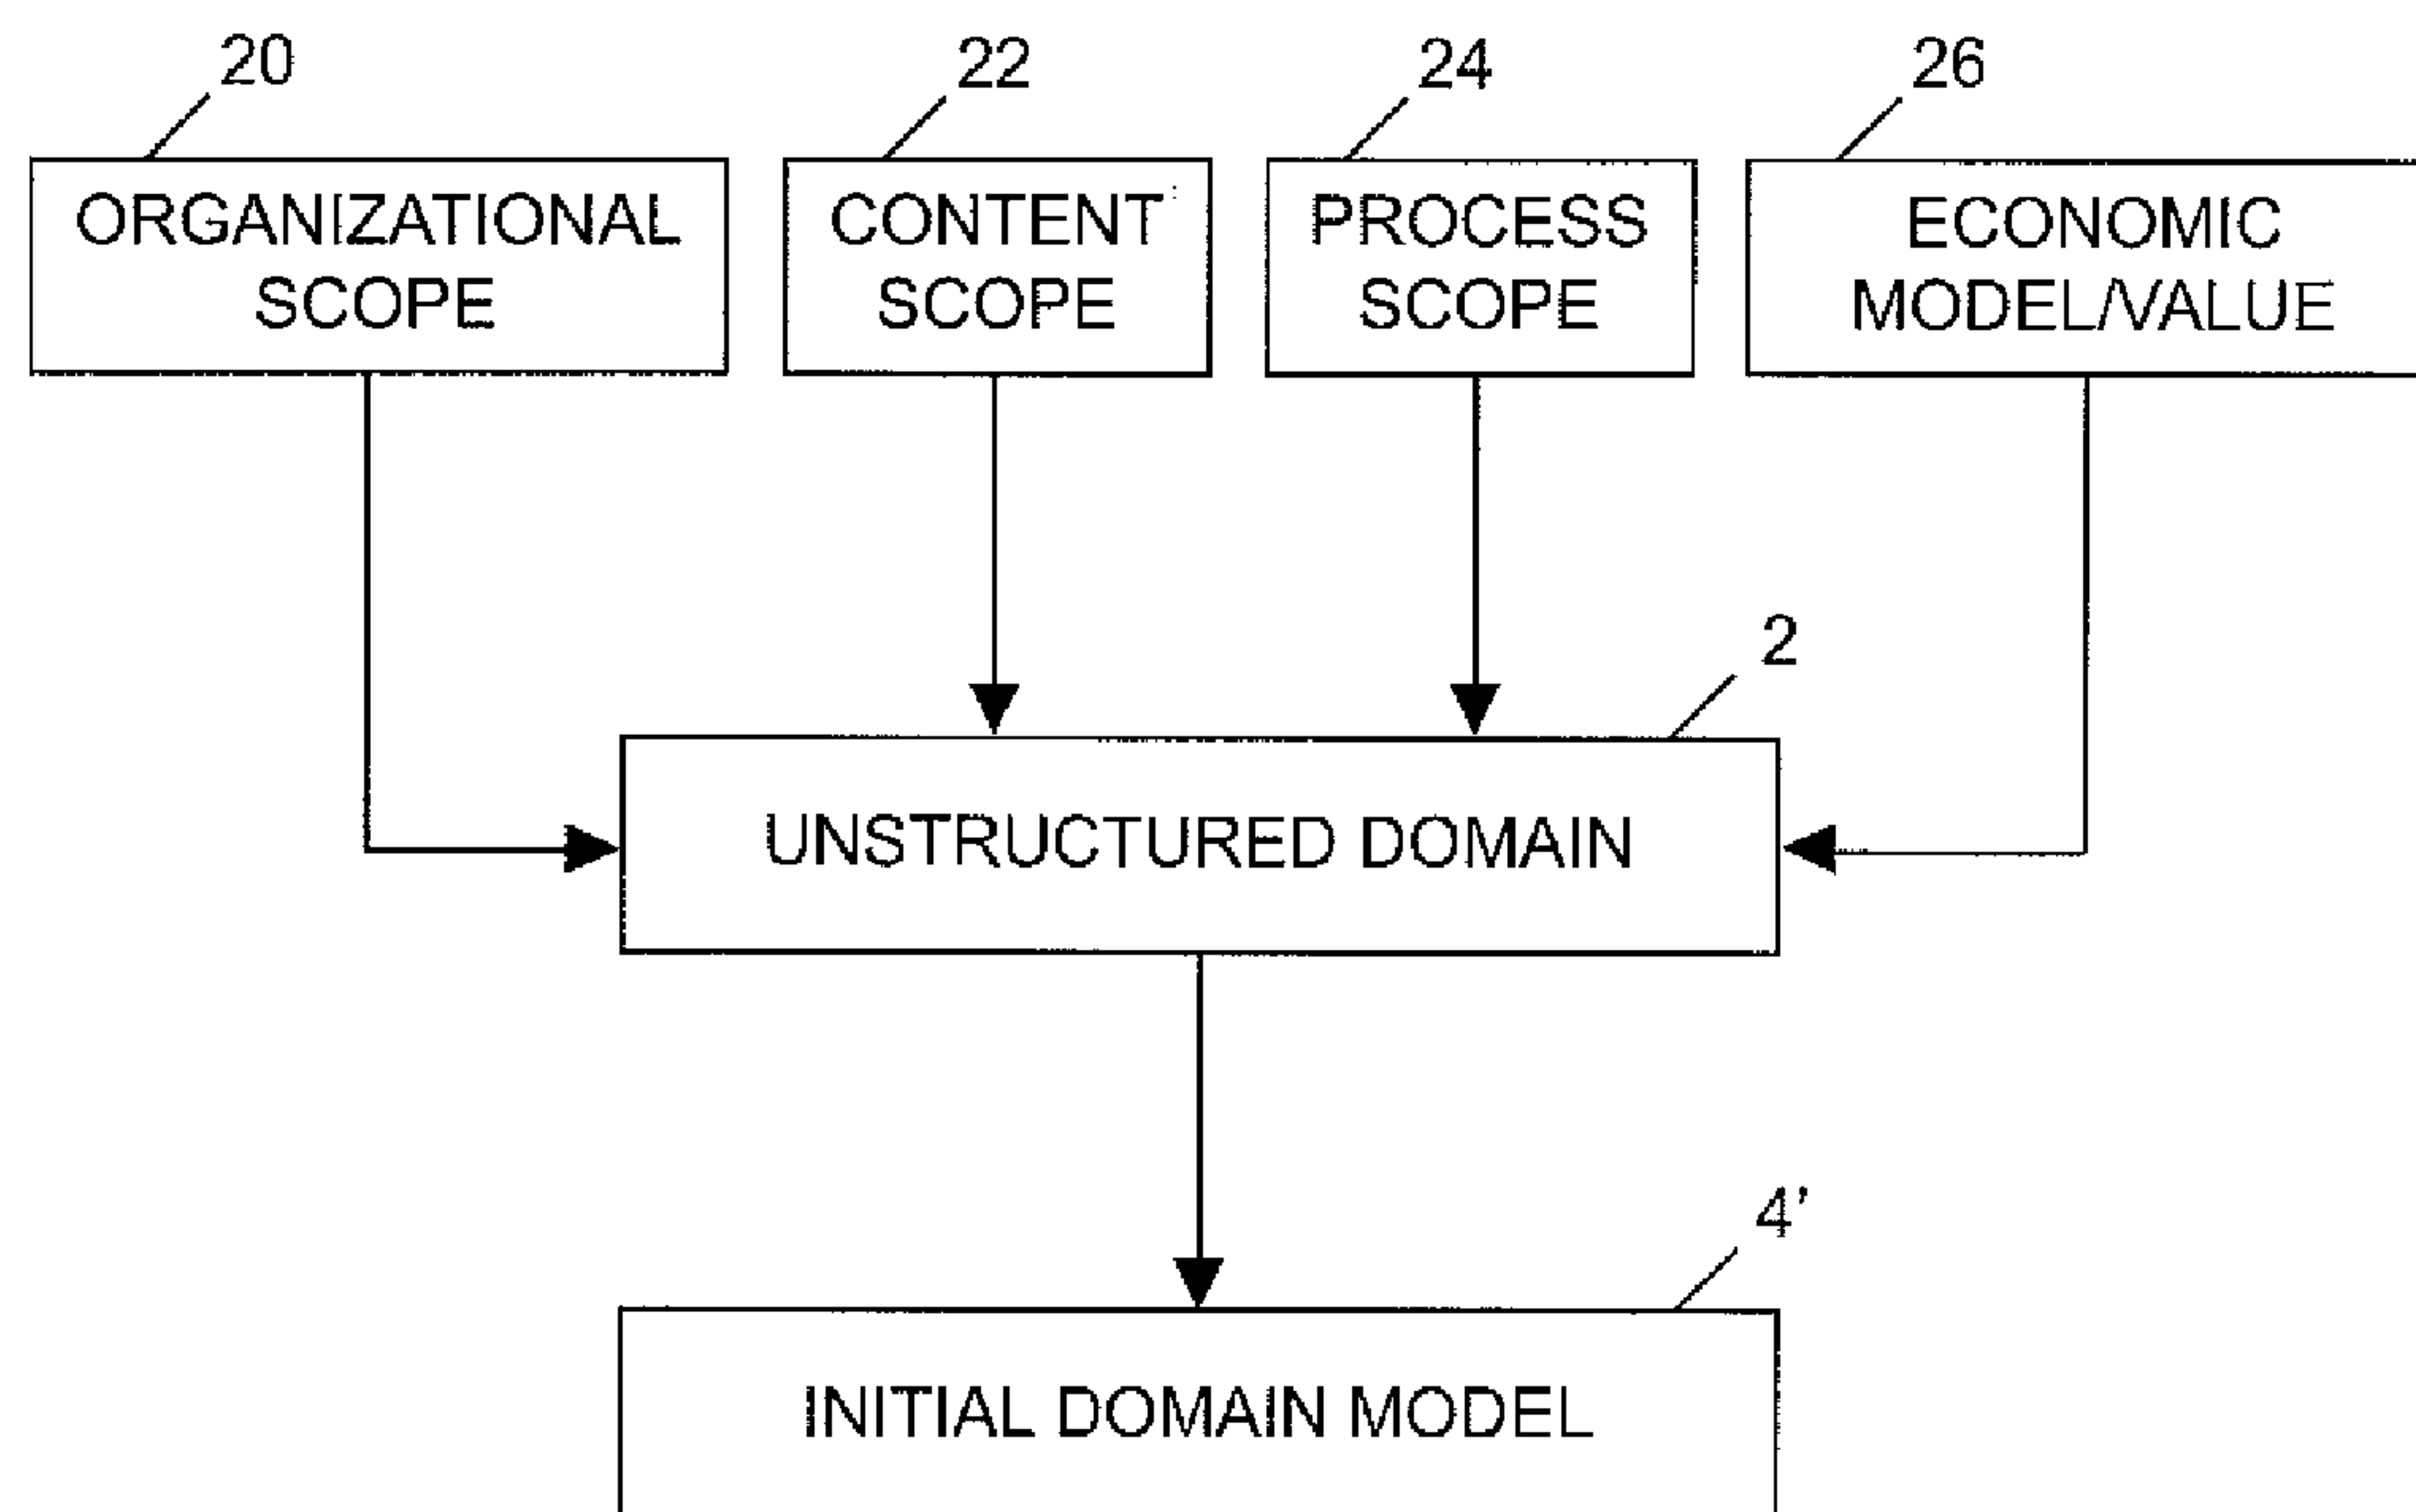 20
22
24
26
ORGANIZATIONAL
SCOPE
CONTENT
SCOPE
PROCESS
SCOPE
ECONOMIC
MODEL/VALUE
2
UNSTRUCTURED DOMAIN
4'
INITIAL DOMAIN MODEL